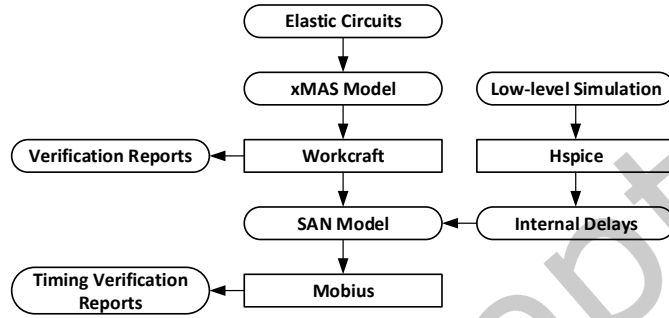 Elastic Circuits
xMAS Model
Low-level Simulation
Verification Reports
Workcraft
Hspice
SAN Model
Internal Delays
Timing Verification
Reports
Mobius